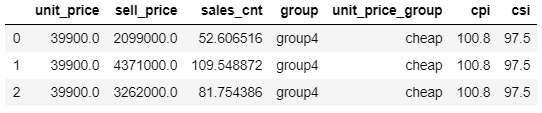 unit_price sell_price sales_cnt group unit_price_group cpi csi
0 39900.0 2099000.0 52.606516 group4 cheap 100.8 97.5
1 39900.0 4371000.0 109.548872 group4 cheap 100.8 97.5
2 39900.0 3262000.0 81.754386 group4 cheap 100.8 97.5